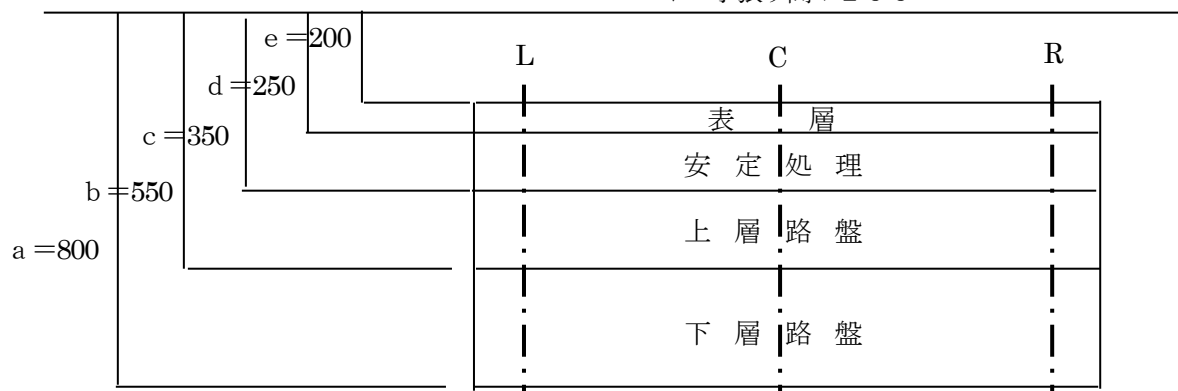 e=200
L C R
d=250
表 層
c=350
安 定 処 理
b=550
上 層 路 盤
a=800
下 層 路 盤